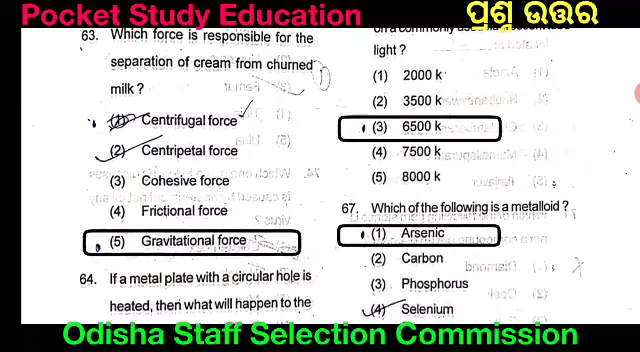 Pocket Study Education
ପ୍ରଶ୍ନ ଉତ୍ତର
63. Which force is responsible for the
separation of cream from churned
milk ?
(1) Centrifugal force
(2) Centripetal force
(3) Cohesive force
(4) Frictional force
(5) Gravitational force
64. If a metal plate with a circular hole is
heated, then what will happen to the
light ?
(1) 2000 k
(2) 3500 k
(3) 6500 k
(4) 7500 k
(5) 8000 k
67. Which of the following is a metalloid ?
(1) Arsenic
(2) Carbon
(3) Phosphorus
(4) Selenium
Odisha Staff Selection Commission